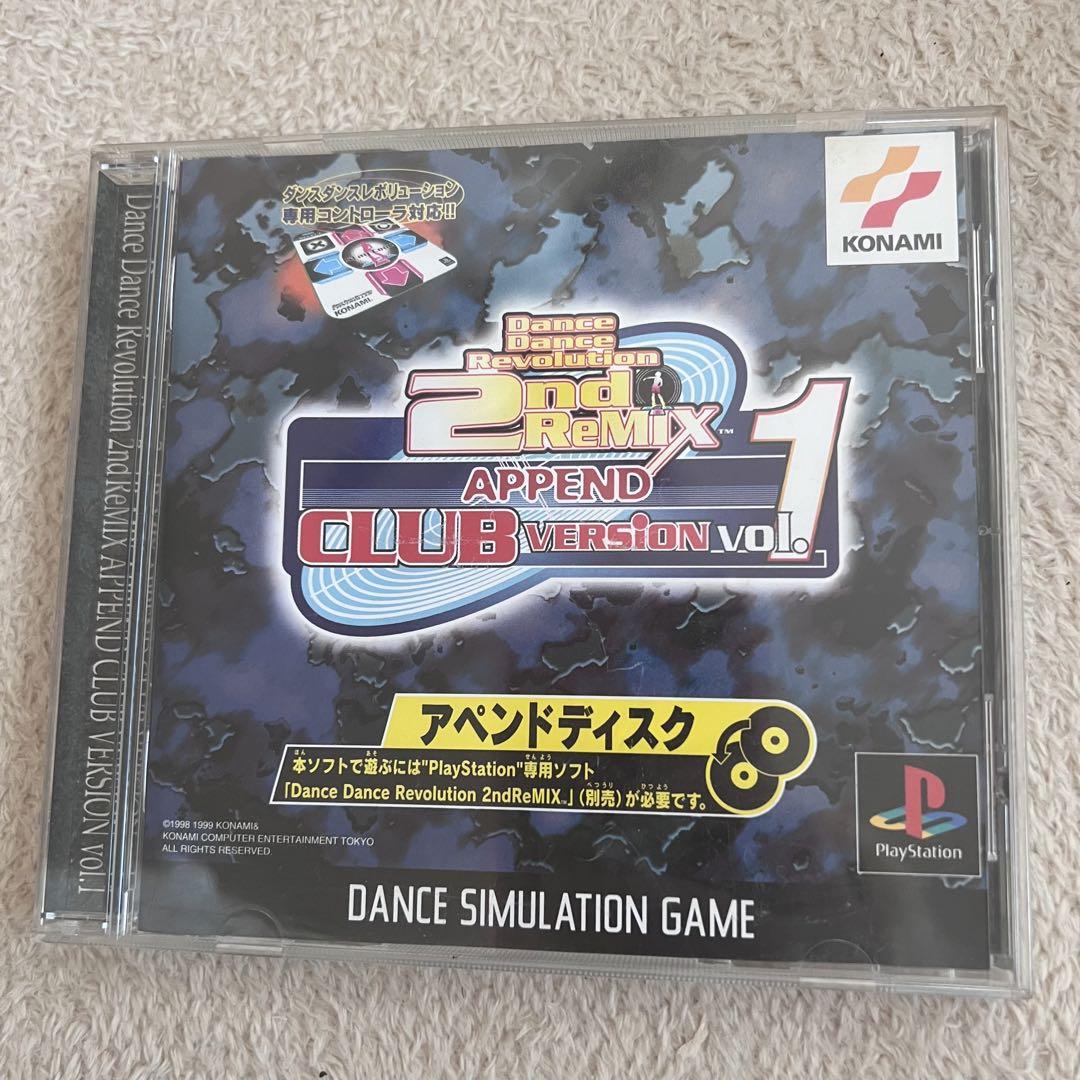 ダンスダンスレボリューション
専用コントローラ対応!!
KONAMI
KONAMI
Dance
Dance
Revolution
2nd
ReMIX™
APPEND
CLUB VERSION VOL.1
アペンドディスク
本ソフトで遊ぶには"PlayStation"専用ソフト
「Dance Dance Revolution 2ndReMIX™」(別売)が必要です。
©1998 1999 KONAMI&
KONAMI COMPUTER ENTERTAINMENT TOKYO
ALL RIGHTS RESERVED.
PlayStation
DANCE SIMULATION GAME
Dance Dance Revolution 2ndReMIX APPEND CLUB VERSION vol.1